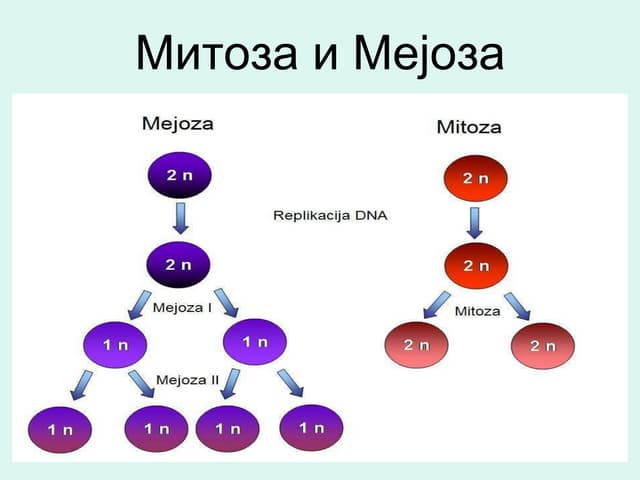 Митоза и Мејоза
Mejoza
Mitoza
2 n
2 n
Replikacija DNA
2 n
2 n
Mejoza I
Mitoza
1 n
1 n
2 n
2 n
Mejoza II
1 n
1 n
1 n
1 n